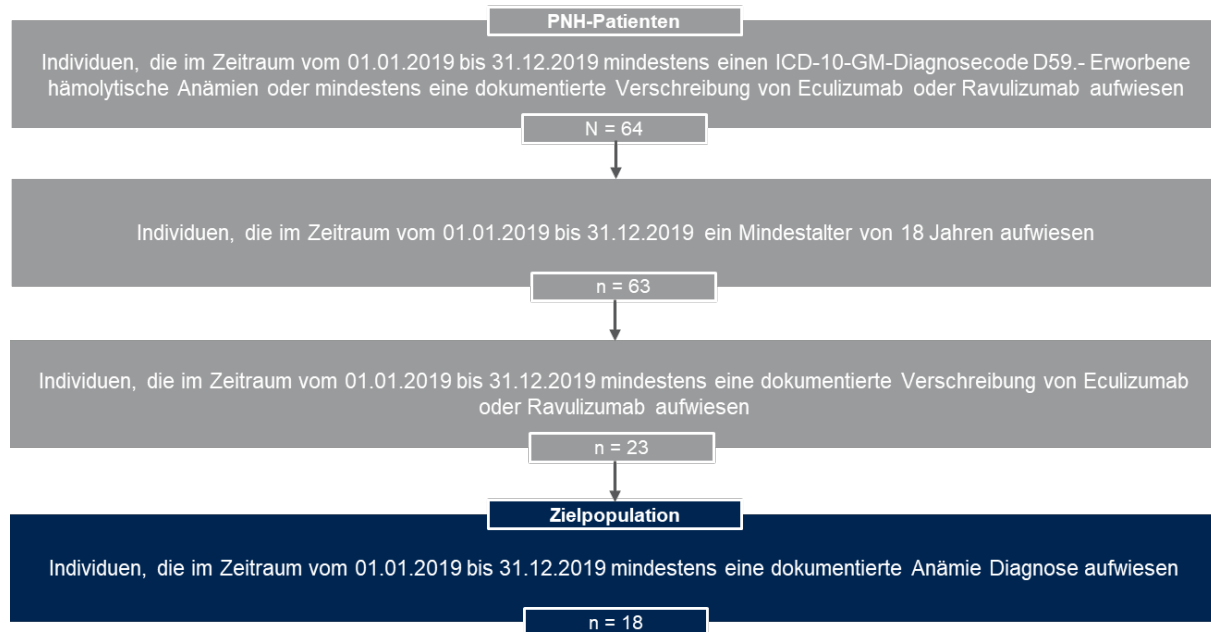 PNH-Patienten
Individuen, die im Zeitraum vom 01.01.2019 bis 31.12.2019 mindestens einen ICD-10-GM-Diagnosecode D59.- Erworbene
hämolytische Anämien oder mindestens eine dokumentierte Verschreibung von Eculizumab oder Ravulizumab aufwiesen
N = 64
Individuen, die im Zeitraum vom 01.01.2019 bis 31.12.2019 ein Mindestalter von 18 Jahren aufwiesen
n = 63
Individuen, die im Zeitraum vom 01.01.2019 bis 31.12.2019 mindestens eine dokumentierte Verschreibung von Eculizumab
oder Ravulizumab aufwiesen
n = 23
Zielpopulation
Individuen, die im Zeitraum vom 01.01.2019 bis 31.12.2019 mindestens eine dokumentierte Anämie Diagnose aufwiesen
n = 18